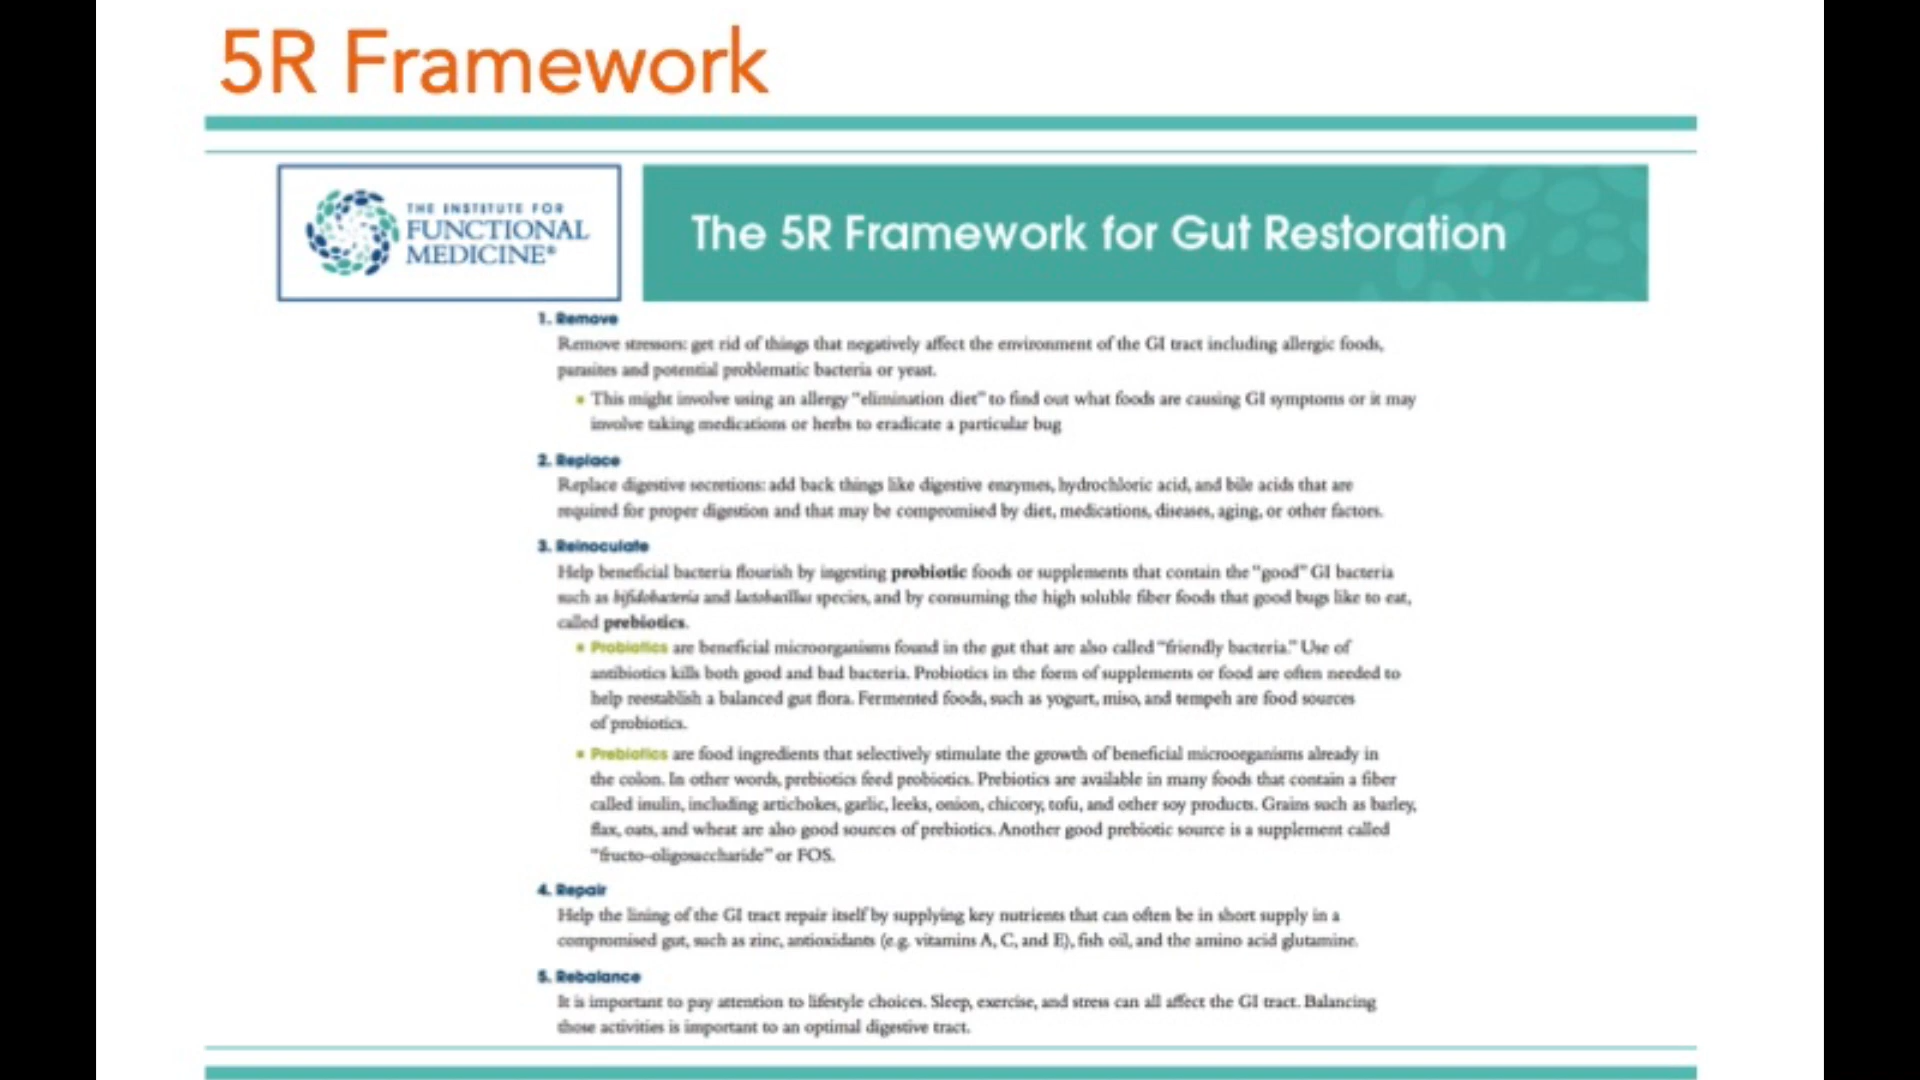 5R Framework
THE INSTITUTE FOR
FUNCTIONAL
MEDICINE®
The 5R Framework for Gut Restoration
1. Remove
Remove stressors: get rid of things that negatively affect the environment of the GI tract including allergic foods,
parasites and potential problematic bacteria or yeast.
▪ This might involve using an allergy “elimination diet” to find out what foods are causing GI symptoms or it may
involve taking medications or herbs to eradicate a particular bug
2. Replace
Replace digestive secretions: add back things like digestive enzymes, hydrochloric acid, and bile acids that are
required for proper digestion and that may be compromised by diet, medications, diseases, aging, or other factors.
3. Reinoculate
Help beneficial bacteria flourish by ingesting probiotic foods or supplements that contain the “good” GI bacteria
such as bifidobacteria and lactobacillus species, and by consuming the high soluble fiber foods that good bugs like to eat,
called prebiotics.
▪ Probiotics are beneficial microorganisms found in the gut that are also called “friendly bacteria.” Use of
antibiotics kills both good and bad bacteria. Probiotics in the form of supplements or food are often needed to
help reestablish a balanced gut flora. Fermented foods, such as yogurt, miso, and tempeh are food sources
of probiotics.
▪ Prebiotics are food ingredients that selectively stimulate the growth of beneficial microorganisms already in
the colon. In other words, prebiotics feed probiotics. Prebiotics are available in many foods that contain a fiber
called inulin, including artichokes, garlic, leeks, onion, chicory, tofu, and other soy products. Grains such as barley,
flax, oats, and wheat are also good sources of prebiotics. Another good prebiotic source is a supplement called
“fructo-oligosaccharide” or FOS.
4. Repair
Help the lining of the GI tract repair itself by supplying key nutrients that can often be in short supply in a
compromised gut, such as zinc, antioxidants (e.g. vitamins A, C, and E), fish oil, and the amino acid glutamine.
5. Rebalance
It is important to pay attention to lifestyle choices. Sleep, exercise, and stress can all affect the GI tract. Balancing
those activities is important to an optimal digestive tract.